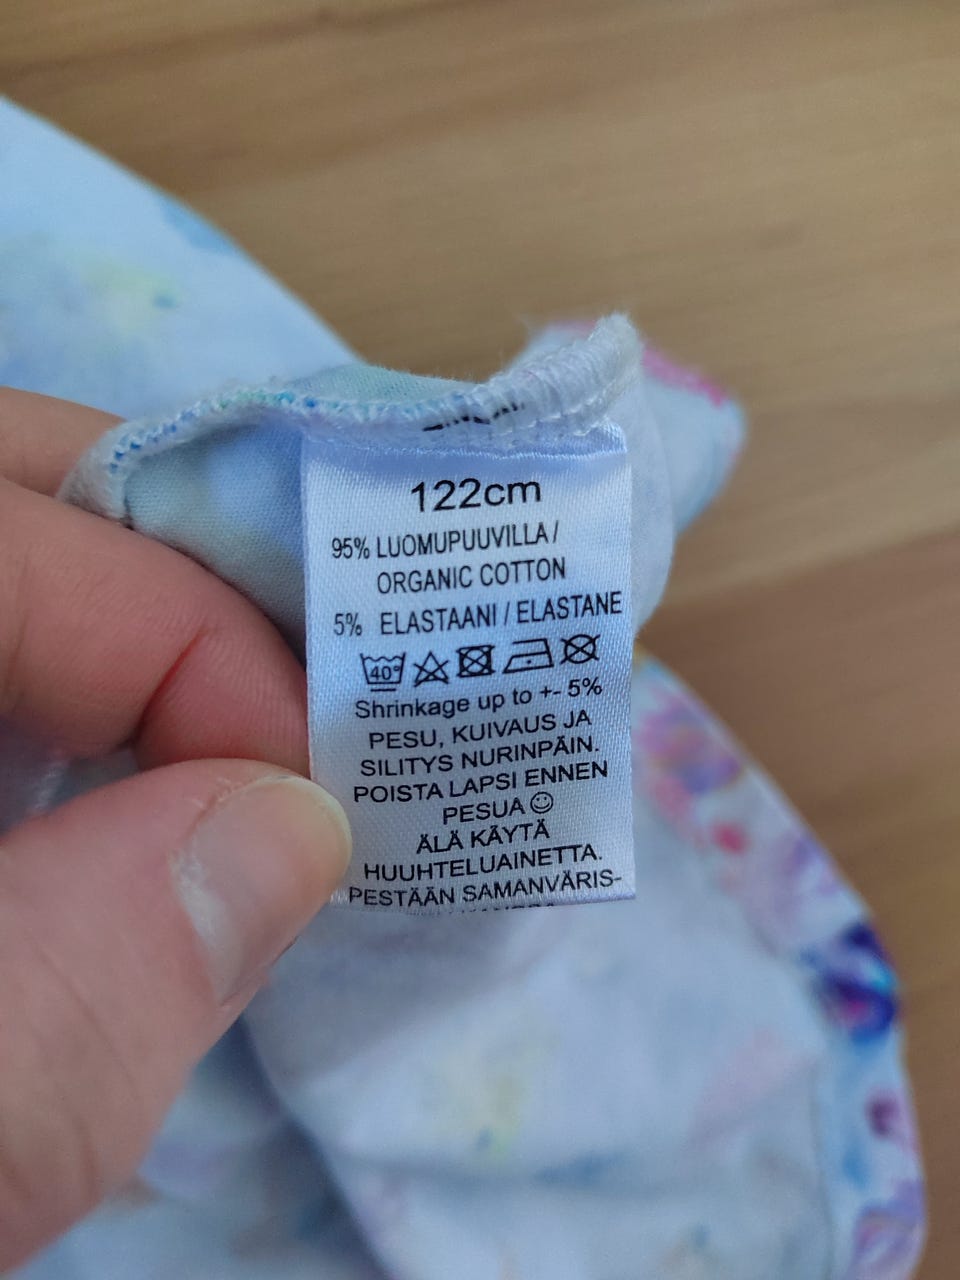 122cm
95% LUOMUPUUVILLA /
ORGANIC COTTON
5% ELASTAANI / ELASTANE
40°
Shrinkage up to +- 5%
PESU, KUIVAUS JA
SILITYS NURINPÄIN.
POISTA LAPSI ENNEN
PESUA ☺
ÄLÄ KÄYTÄ
HUUHTELUAINETTA.
PESTÄÄN SAMANVÄRIS-